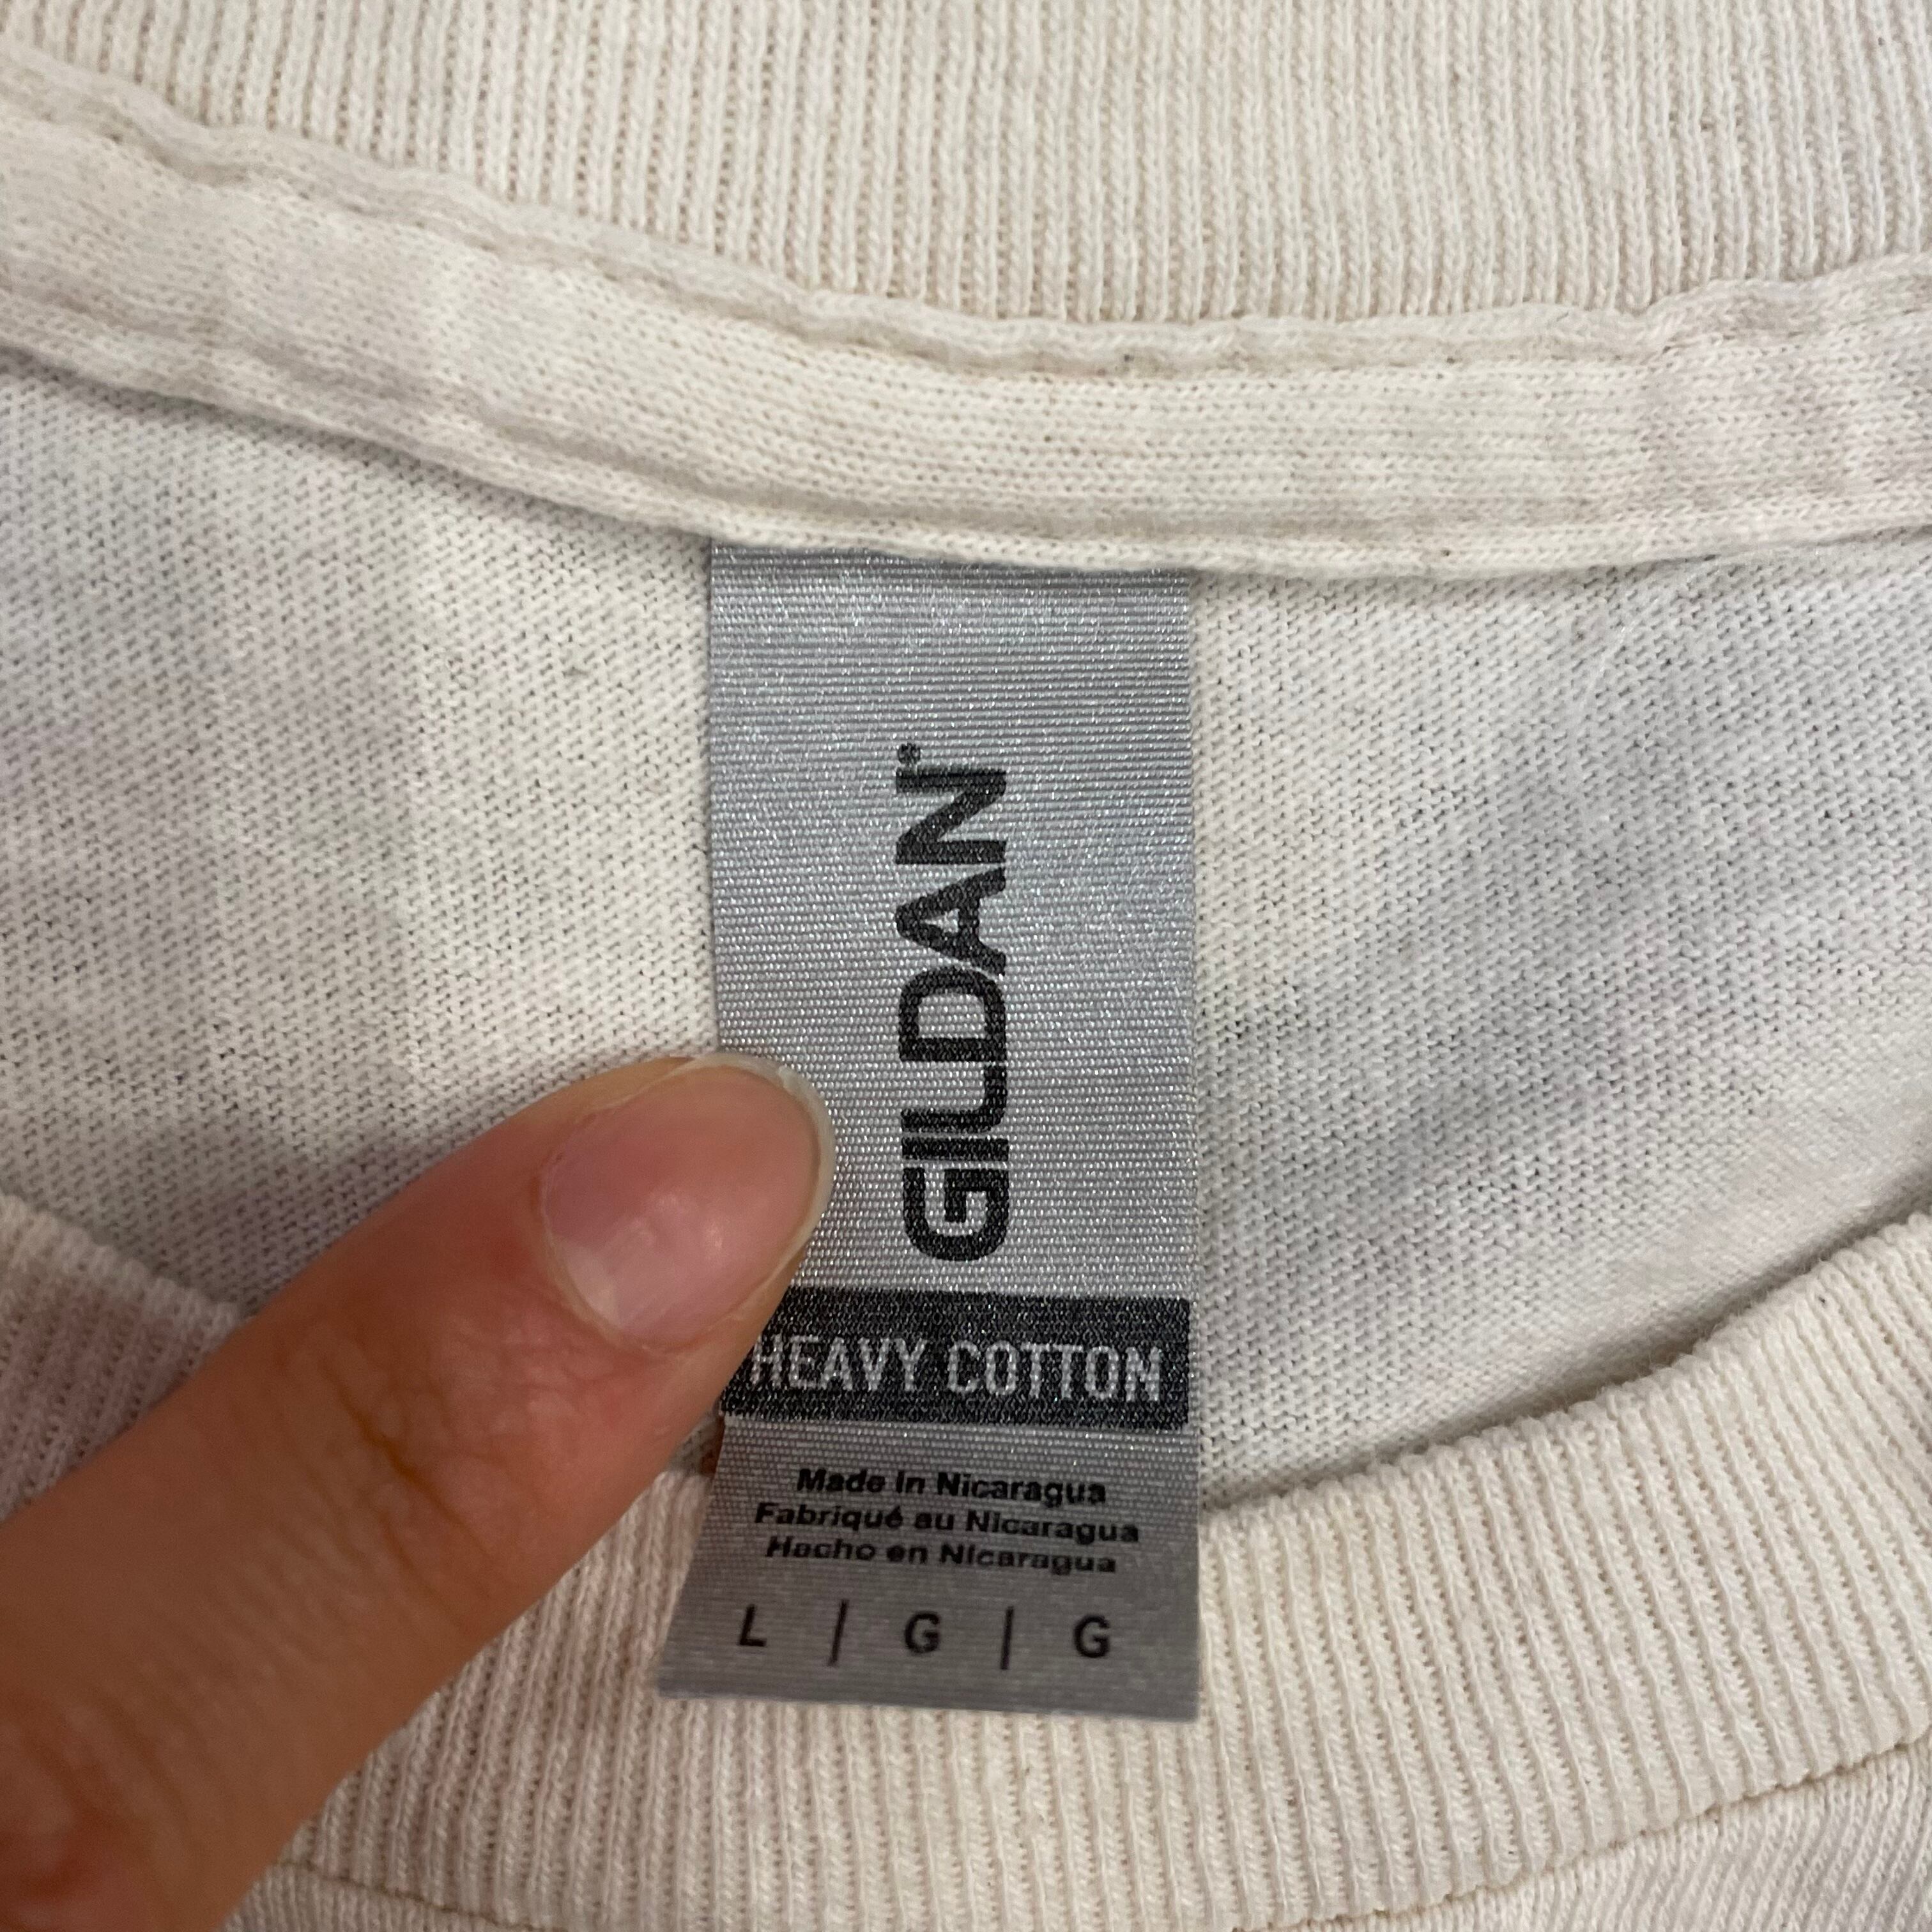 GILDAN®
HEAVY COTTON
Made in Nicaragua
Fabriqué au Nicaragua
Hecho en Nicaragua
L | G | G